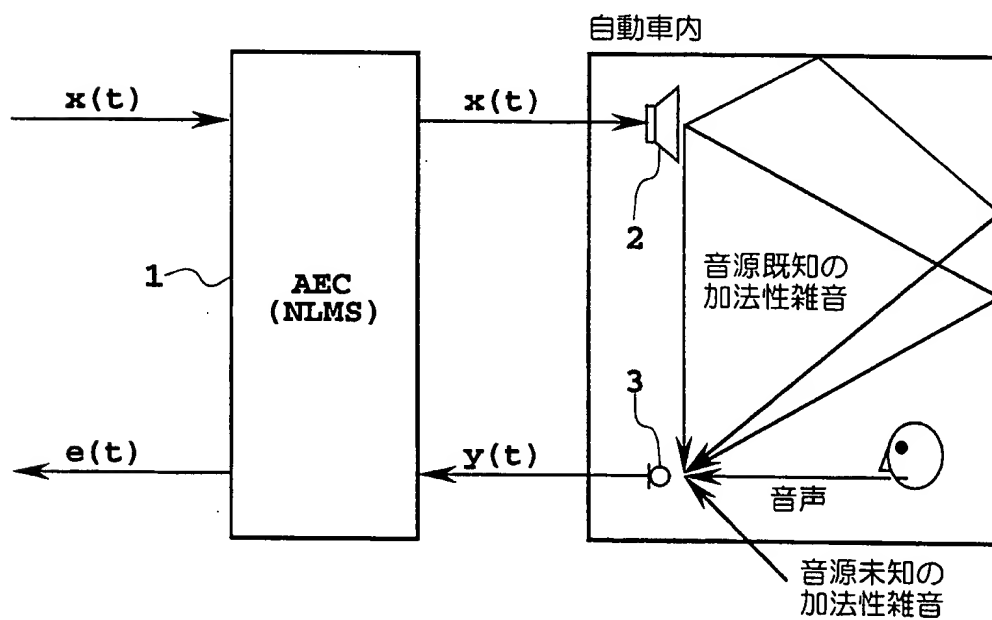 自動車内
x(t)
x(t)
2
音源既知の
加法性雑音
1
AEC
(NLMS)
3
e(t)
y(t)
音声
音源未知の
加法性雑音